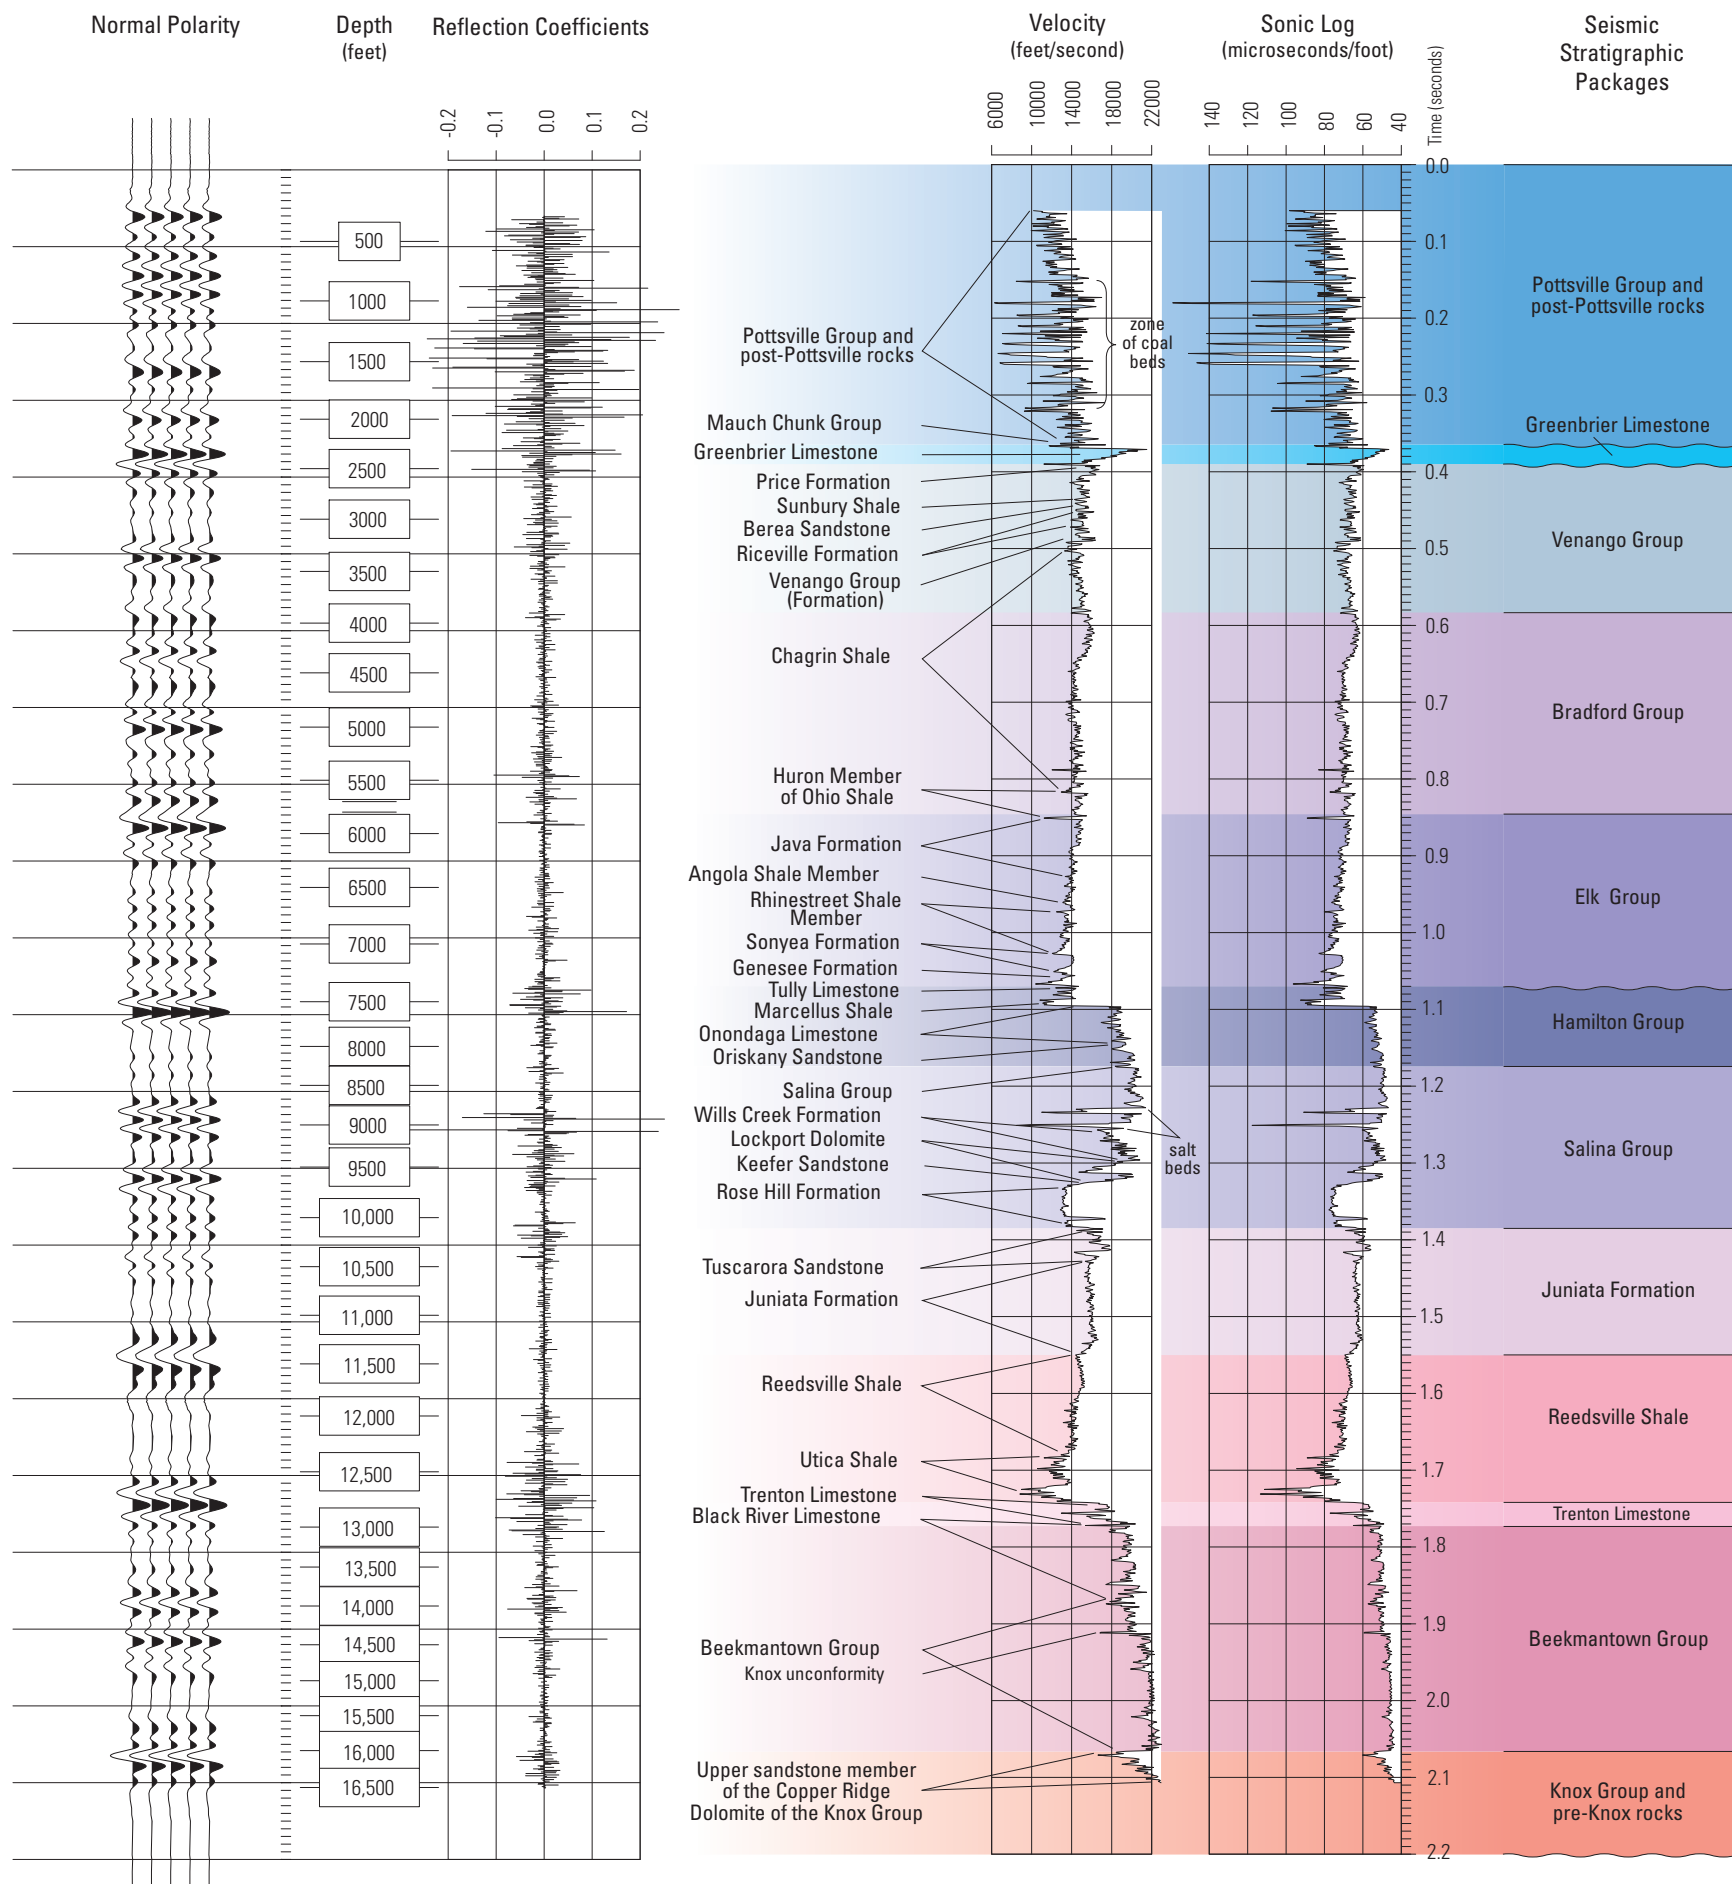 Normal Polarity
Depth
(feet)
Reflection Coefficients
Velocity
(feet/second)
Sonic Log
(microseconds/foot)
Time (seconds)
Seismic
Stratigraphic
Packages
-0.2
-0.1
0.0
0.1
0.2
6000
10000
14000
18000
22000
140
120
100
80
60
40
500
1000
1500
2000
2500
3000
3500
4000
4500
5000
5500
6000
6500
7000
7500
8000
8500
9000
9500
10,000
10,500
11,000
11,500
12,000
12,500
13,000
13,500
14,000
14,500
15,000
15,500
16,000
16,500
Pottsville Group and
post-Pottsville rocks
Mauch Chunk Group
Greenbrier Limestone
Price Formation
Sunbury Shale
Berea Sandstone
Riceville Formation
Venango Group
(Formation)
Chagrin Shale
Huron Member
of Ohio Shale
Java Formation
Angola Shale Member
Rhinestreet Shale
Member
Sonyea Formation
Genesee Formation
Tully Limestone
Marcellus Shale
Onondaga Limestone
Oriskany Sandstone
Salina Group
Wills Creek Formation
Lockport Dolomite
Keefer Sandstone
Rose Hill Formation
Tuscarora Sandstone
Juniata Formation
Reedsville Shale
Utica Shale
Trenton Limestone
Black River Limestone
Beekmantown Group
Knox unconformity
Upper sandstone member
of the Copper Ridge
Dolomite of the Knox Group
zone
of coal
beds
salt
beds
0.0
0.1
0.2
0.3
0.4
0.5
0.6
0.7
0.8
0.9
1.0
1.1
1.2
1.3
1.4
1.5
1.6
1.7
1.8
1.9
2.0
2.1
2.2
Pottsville Group and
post-Pottsville rocks
Greenbrier Limestone
Venango Group
Bradford Group
Elk Group
Hamilton Group
Salina Group
Juniata Formation
Reedsville Shale
Trenton Limestone
Beekmantown Group
Knox Group and
pre-Knox rocks